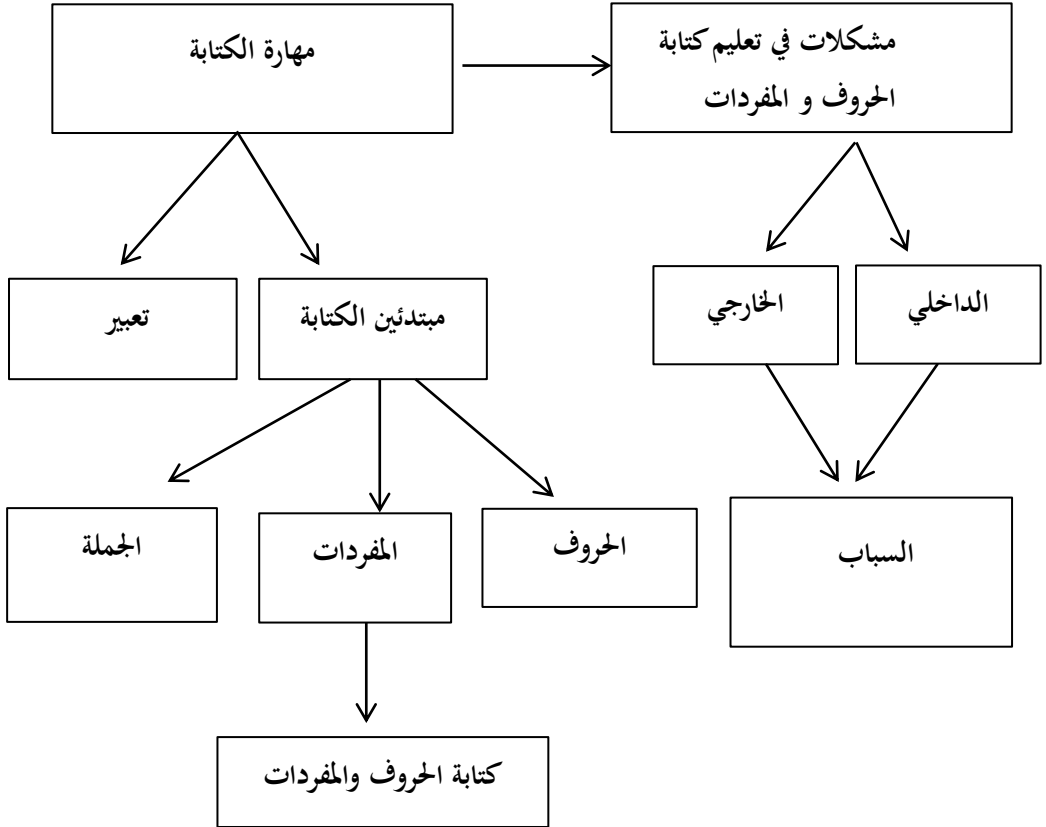 مشكلات في تعليم كتابة
الحروف و المفردات
مهارة الكتابة
الداخلي
الخارجي
مبتدئين الكتابة
تعبير
السباب
الحروف
المفردات
الجملة
كتابة الحروف والمفردات